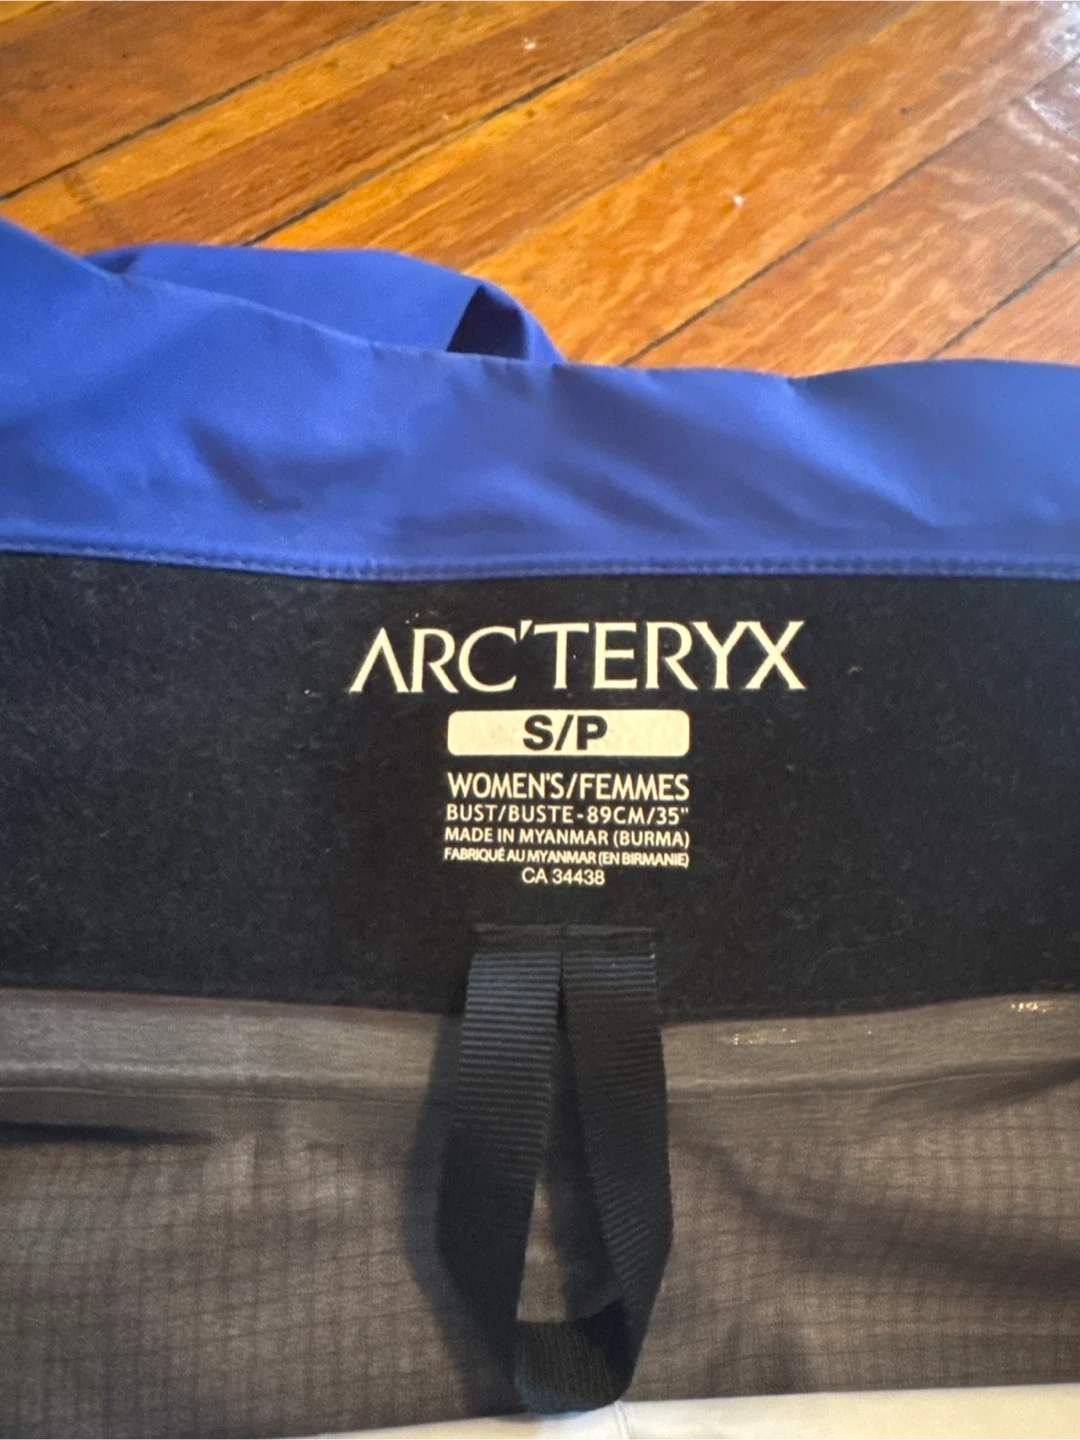 ARC'TERYX
S/P
WOMEN'S/FEMMES
BUST/BUSTE-89CM/35"
MADE IN MYANMAR (BURMA)
FABRIQUÉ AU MYANMAR (EN BIRMANIE)
CA 34438